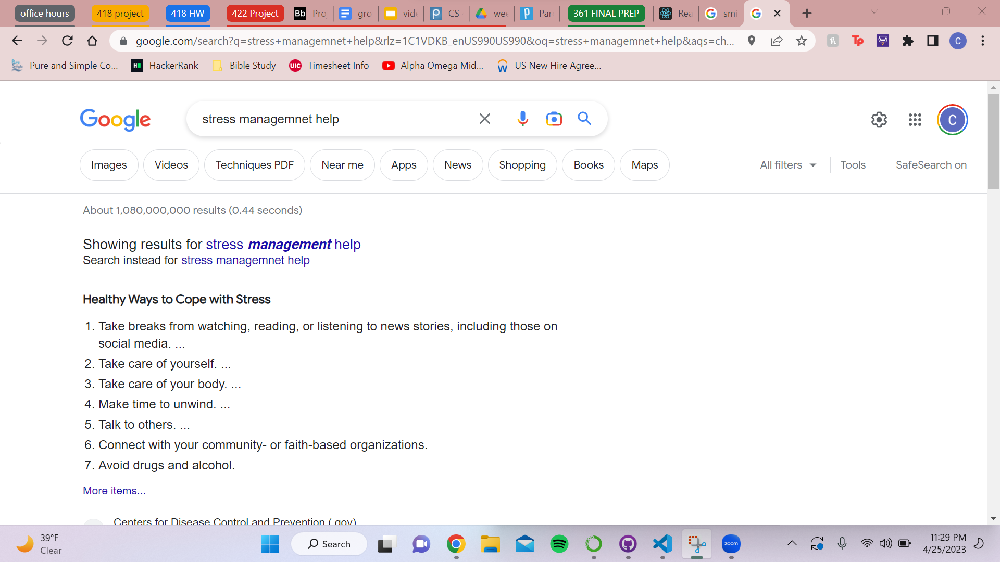 office hours 418 project 418 HW 422 Project Bb Pro gro vide CS wee Par 361 FINAL PREP Rea smi
google.com/search?q=stress+managemnet+help&rlz=1C1VDKB_enUS990US990&oq=stress+managemnet+help&aqs=ch... Tp C
Pure and Simple Co... HackerRank Bible Study UIC Timesheet Info Alpha Omega Mid... US New Hire Agree...
Google stress managemnet help C
Images Videos Techniques PDF Near me Apps News Shopping Books Maps All filters Tools SafeSearch on
About 1,080,000,000 results (0.44 seconds)
Showing results for stress management help
Search instead for stress managemnet help
Healthy Ways to Cope with Stress
1. Take breaks from watching, reading, or listening to news stories, including those on
social media. ...
2. Take care of yourself. ...
3. Take care of your body. ...
4. Make time to unwind. ...
5. Talk to others. ...
6. Connect with your community- or faith-based organizations.
7. Avoid drugs and alcohol.
More items...
Centers for Disease Control and Prevention (.gov)
39°F
Clear
Search
zoom
11:29 PM
4/25/2023